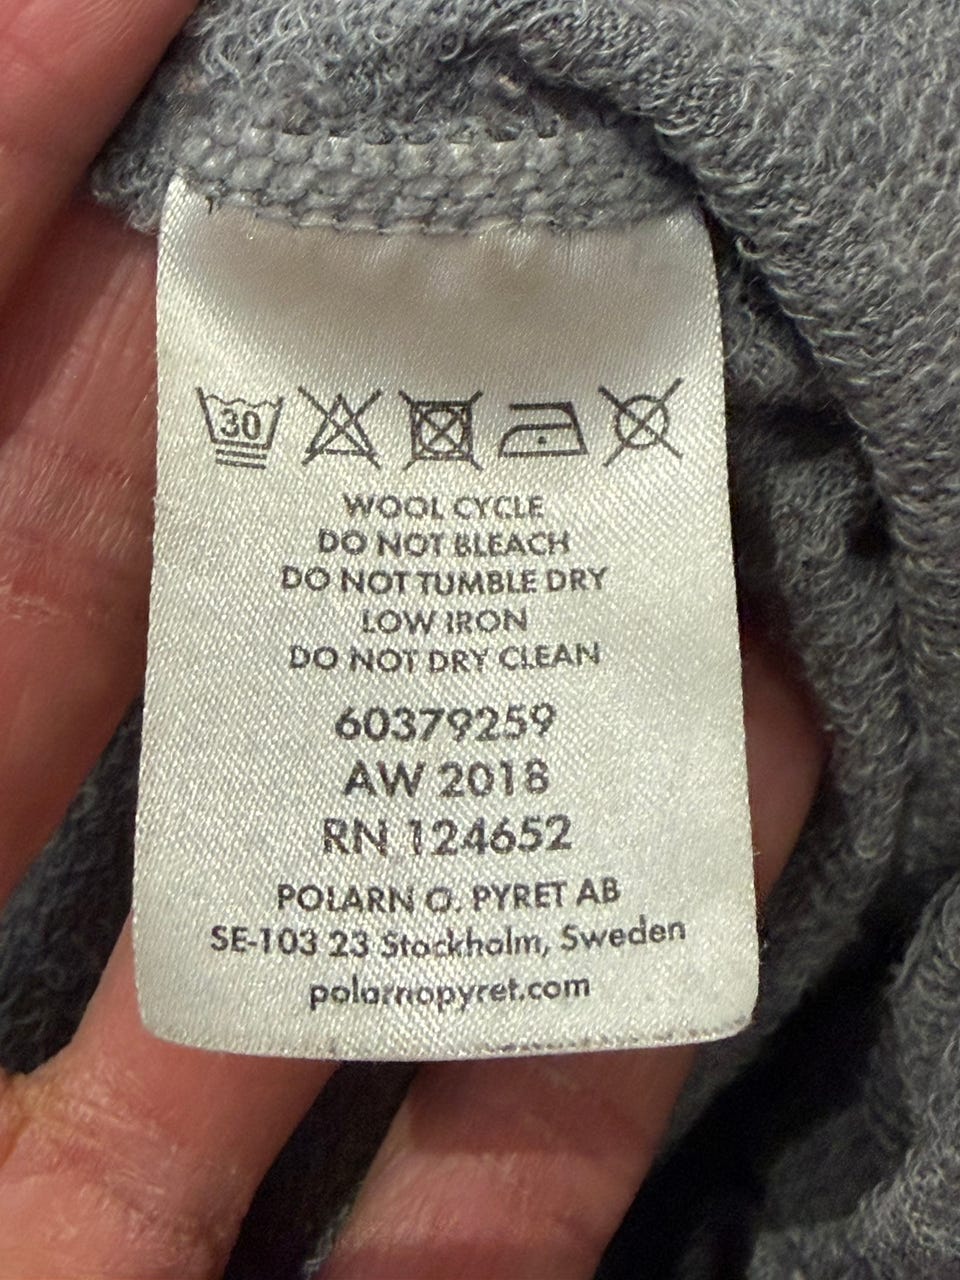 30
WOOL CYCLE
DO NOT BLEACH
DO NOT TUMBLE DRY
LOW IRON
DO NOT DRY CLEAN
60379259
AW 2018
RN 124652
POLARN O. PYRET AB
SE-103 23 Stockholm, Sweden
polarnopyret.com